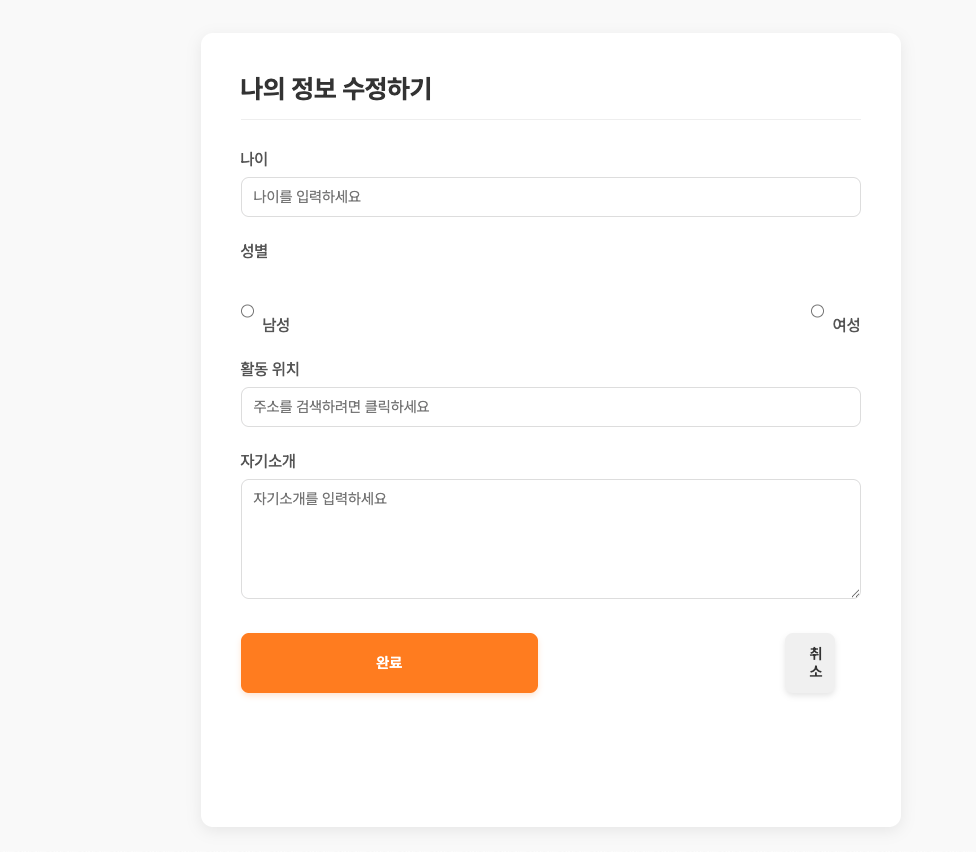 나의 정보 수정하기
나이
나이를 입력하세요
성별
남성
여성
활동 위치
주소를 검색하려면 클릭하세요
자기소개
자기소개를 입력하세요
완료
취
소